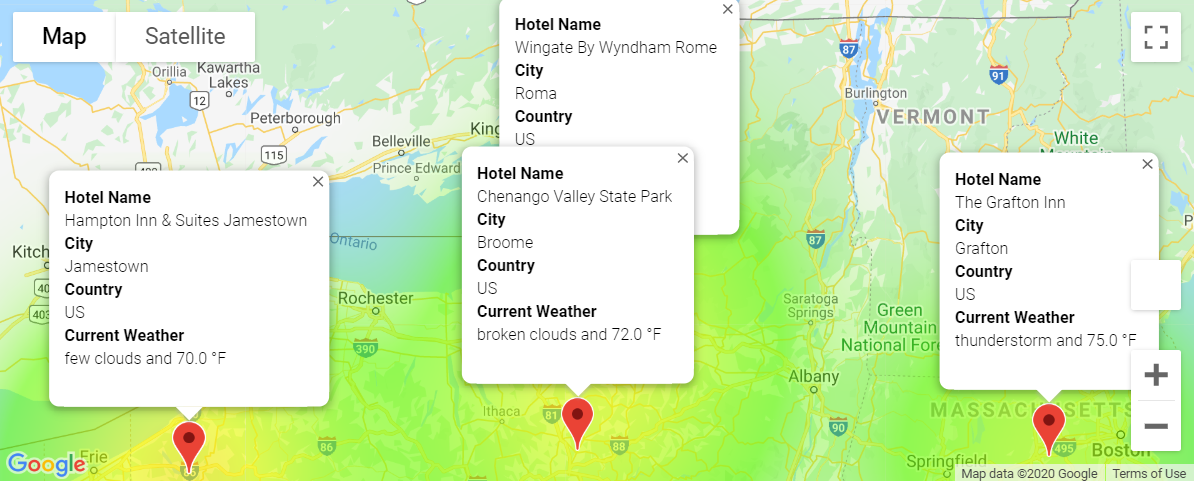 Map
Satellite
Hotel Name
Wingate By Wyndham Rome
City
Roma
Country
US
Hotel Name
Hampton Inn & Suites Jamestown
City
Jamestown
Country
US
Current Weather
few clouds and 70.0 °F
Hotel Name
Chenango Valley State Park
City
Broome
Country
US
Current Weather
broken clouds and 72.0 °F
Hotel Name
The Grafton Inn
City
Grafton
Country
US
Current Weather
thunderstorm and 75.0 °F
Orillia
Kawartha
Lakes
12
Peterborough
115
Belleville
Prince Edward
King
87
91
Burlington
VERMONT
White
Kitch
Ontario
Rochester
390
87
Saratoga
Springs
Green
Mountain
National Fore
Albany
MASSACHUSETTS
Ithaca
81
88
86
86
90
495
Boston
Springfield
Erie
Google
Map data ©2020 Google
Terms of Use